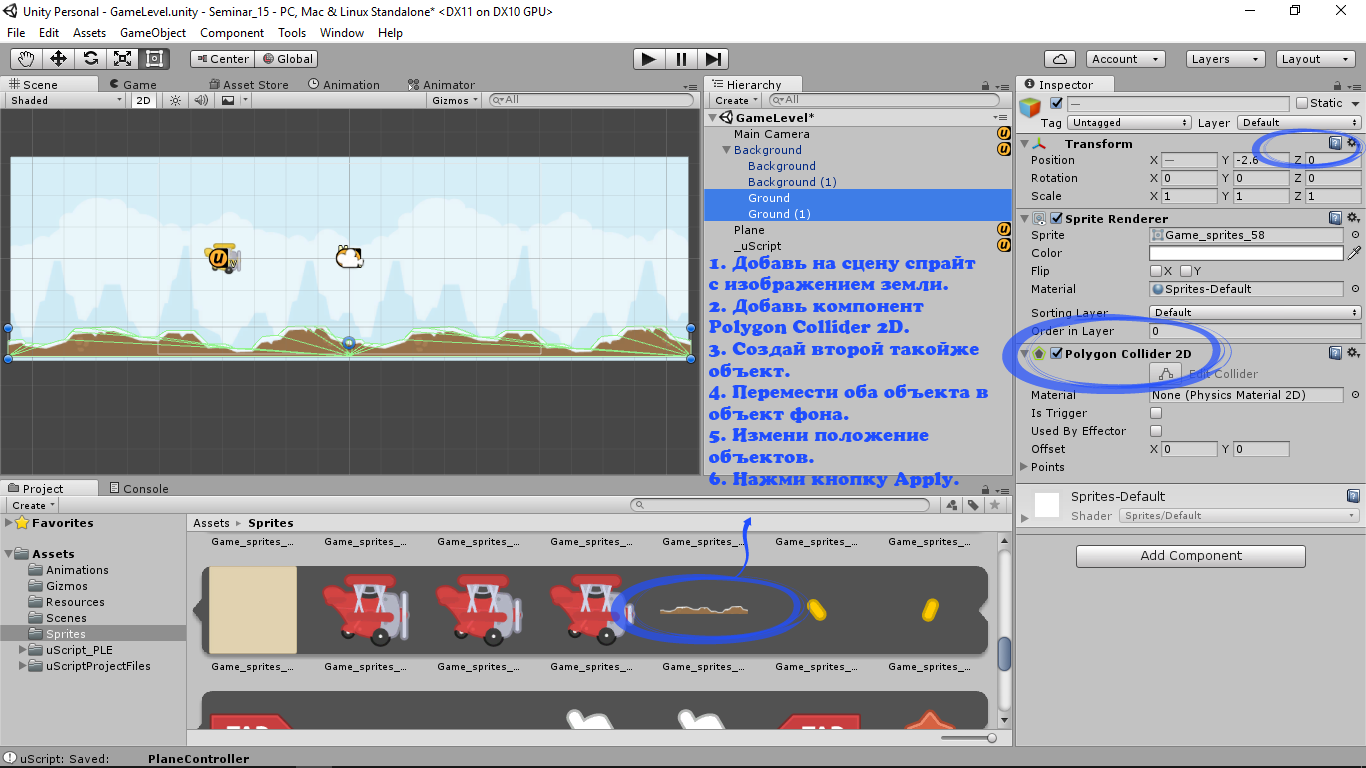 Unity Personal - GameLevel.unity - Seminar_15 - PC, Mac & Linux Standalone* <DX11 on DX10 GPU>
File Edit Assets GameObject Component Tools Window Help
Center Global
Account Layers Layout
Scene Game Asset Store Animation Animator
Shaded 2D Gizmos All
Hierarchy
Create All
GameLevel*
Main Camera
Background
Background
Background (1)
Ground
Ground (1)
Plane
_uScript
1. Добавь на сцену спрайт
с изображением земли.
2. Добавь компонент
Polygon Collider 2D.
3. Создай второй такойже
объект.
4. Перемести оба объекта в
объект фона.
5. Измени положение
объектов.
6. Нажми кнопку Apply.
Inspector
— Static
Tag Untagged Layer Default
Transform
Position X — Y -2.6 Z 0
Rotation X 0 Y 0 Z 0
Scale X 1 Y 1 Z 1
Sprite Renderer
Sprite Game_sprites_58
Color
Flip X Y
Material Sprites-Default
Sorting Layer Default
Order in Layer 0
Polygon Collider 2D
Edit Collider
Material None (Physics Material 2D)
Is Trigger
Used By Effector
Offset X 0 Y 0
Points
Sprites-Default
Shader Sprites/Default
Add Component
Project Console
Create
Favorites
Assets
Animations
Gizmos
Resources
Scenes
Sprites
uScript_PLE
uScriptProjectFiles
Assets Sprites
Game_sprites_... Game_sprites_... Game_sprites_... Game_sprites_... Game_sprites_... Game_sprites_... Game_sprites_...
Game_sprites_... Game_sprites_... Game_sprites_... Game_sprites_... Game_sprites_... Game_sprites_... Game_sprites_...
uScript: Saved: PlaneController